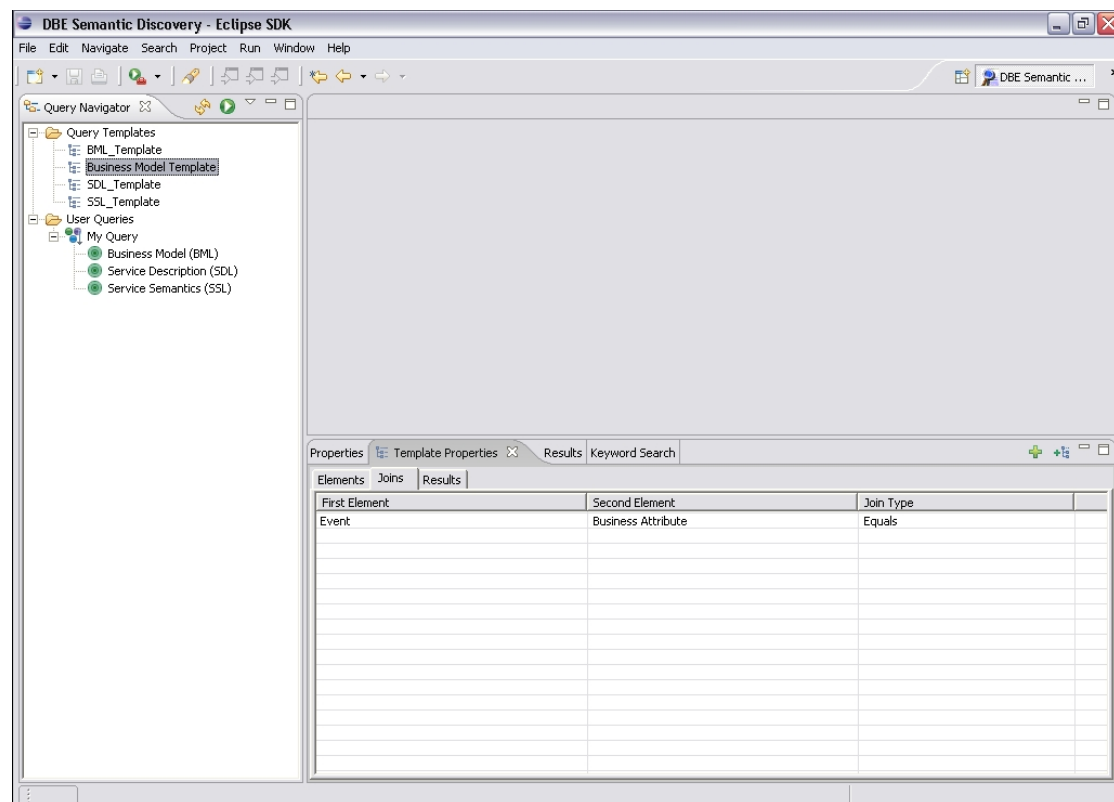 DBE Semantic Discovery - Eclipse SDK
File Edit Navigate Search Project Run Window Help
DBE Semantic ...
Query Navigator
Query Templates
BML_Template
Business Model Template
SDL_Template
SSL_Template
User Queries
My Query
Business Model (BML)
Service Description (SDL)
Service Semantics (SSL)
Properties Template Properties Results Keyword Search
Elements Joins Results
First Element Second Element Join Type
Event Business Attribute Equals